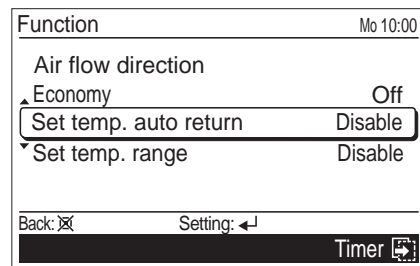 Function Mo 10:00
Air flow direction
Economy Off
Set temp. auto return Disable
Set temp. range Disable
Back: Setting:
Timer